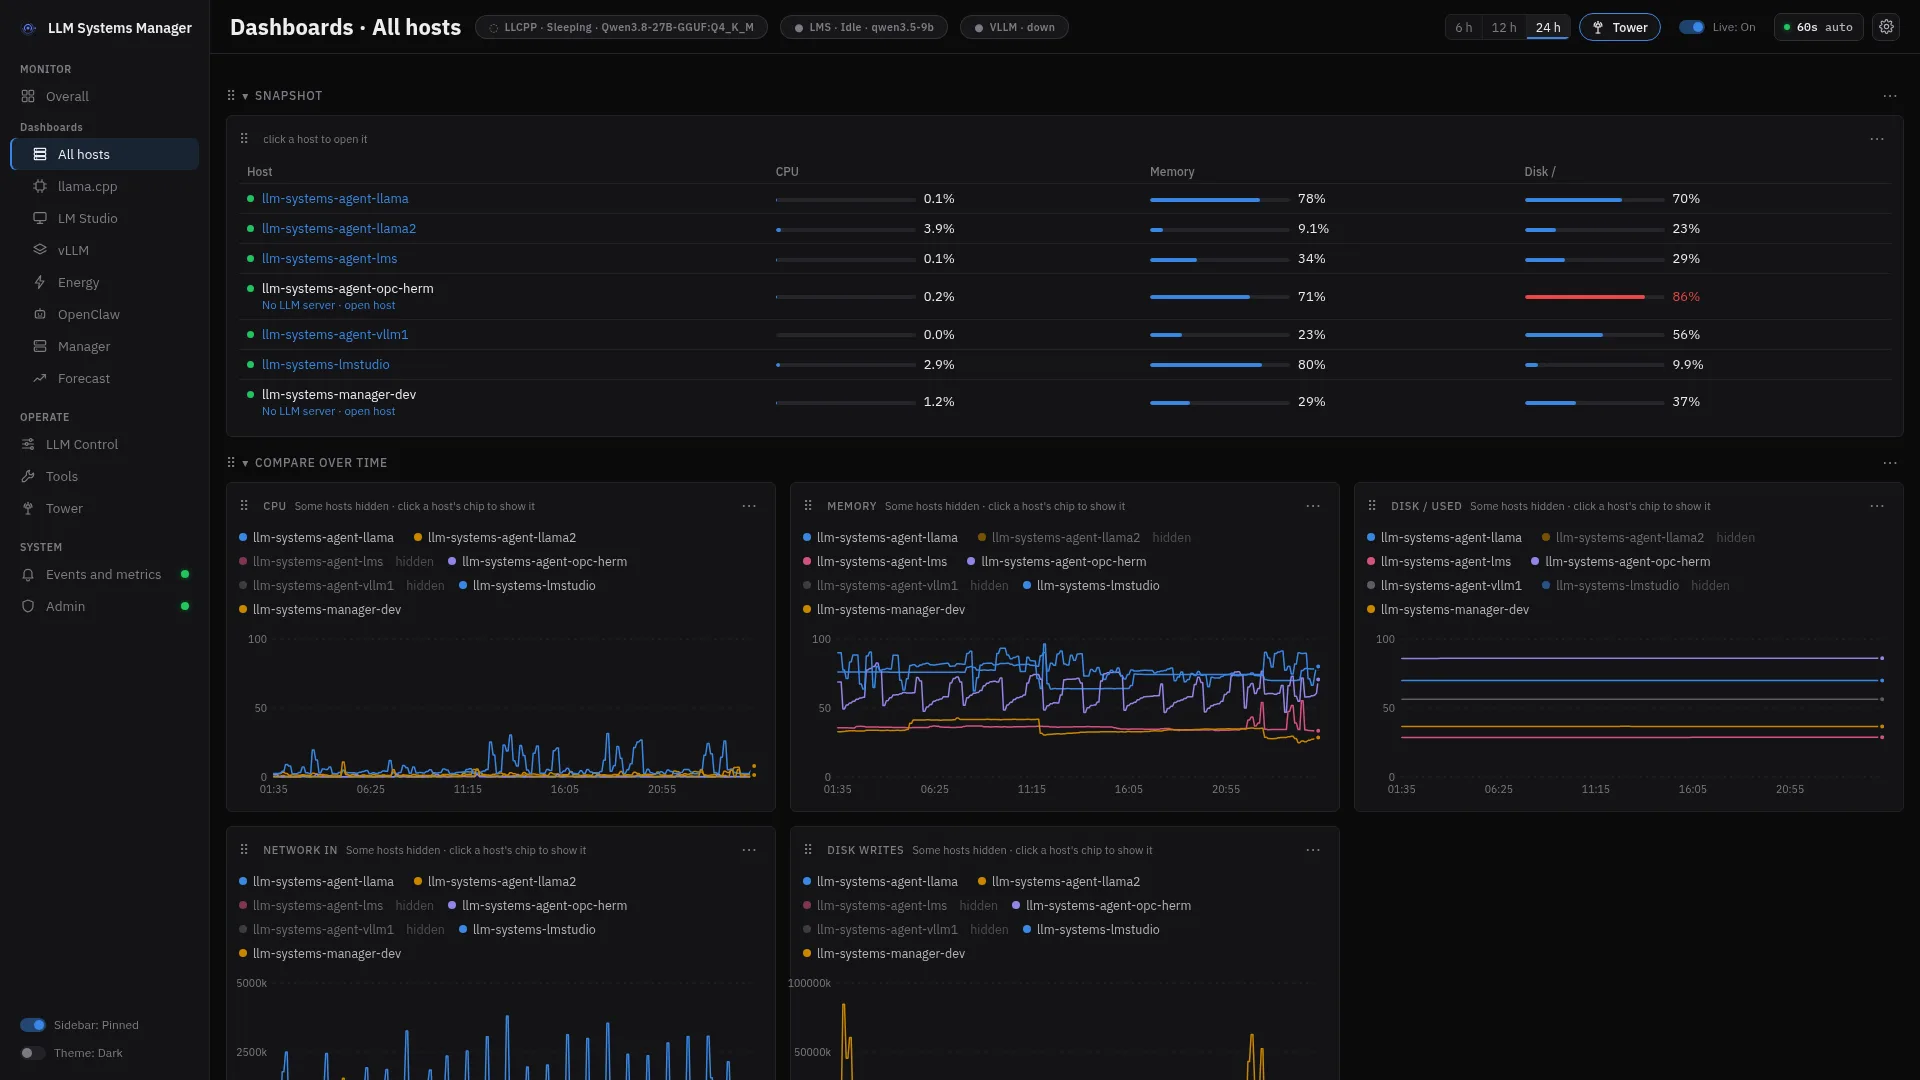 LLM Systems Manager
MONITOR
Overall
Dashboards
All hosts
llama.cpp
LM Studio
vLLM
Energy
OpenClaw
Manager
Forecast
OPERATE
LLM Control
Tools
Tower
SYSTEM
Events and metrics
Admin
Sidebar: Pinned
Theme: Dark
Dashboards · All hosts
LLCPP · Sleeping · Qwen3.8-27B-GGUF:Q4_K_M
LMS · Idle · qwen3.5-9b
VLLM · down
6 h 12 h 24 h
Tower
Live: On
60s auto
SNAPSHOT
click a host to open it
Host CPU Memory Disk /
llm-systems-agent-llama 0.1% 78% 70%
llm-systems-agent-llama2 3.9% 9.1% 23%
llm-systems-agent-lms 0.1% 34% 29%
llm-systems-agent-opc-herm 0.2% 71% 86%
No LLM server · open host
llm-systems-agent-vllm1 0.0% 23% 56%
llm-systems-lmstudio 2.9% 80% 9.9%
llm-systems-manager-dev 1.2% 29% 37%
No LLM server · open host
COMPARE OVER TIME
CPU Some hosts hidden · click a host's chip to show it
llm-systems-agent-llama llm-systems-agent-llama2
llm-systems-agent-lms hidden llm-systems-agent-opc-herm
llm-systems-agent-vllm1 hidden llm-systems-lmstudio
llm-systems-manager-dev
100
50
0
01:35 06:25 11:15 16:05 20:55
MEMORY Some hosts hidden · click a host's chip to show it
llm-systems-agent-llama llm-systems-agent-llama2 hidden
llm-systems-agent-lms llm-systems-agent-opc-herm
llm-systems-agent-vllm1 hidden llm-systems-lmstudio
llm-systems-manager-dev
100
50
0
01:35 06:25 11:15 16:05 20:55
DISK / USED Some hosts hidden · click a host's chip to show it
llm-systems-agent-llama llm-systems-agent-llama2 hidden
llm-systems-agent-lms llm-systems-agent-opc-herm
llm-systems-agent-vllm1 llm-systems-lmstudio hidden
llm-systems-manager-dev
100
50
0
01:35 06:25 11:15 16:05 20:55
NETWORK IN Some hosts hidden · click a host's chip to show it
llm-systems-agent-llama llm-systems-agent-llama2
llm-systems-agent-lms hidden llm-systems-agent-opc-herm
llm-systems-agent-vllm1 hidden llm-systems-lmstudio
llm-systems-manager-dev
5000k
2500k
DISK WRITES Some hosts hidden · click a host's chip to show it
llm-systems-agent-llama llm-systems-agent-llama2
llm-systems-agent-lms hidden llm-systems-agent-opc-herm
llm-systems-agent-vllm1 hidden llm-systems-lmstudio
llm-systems-manager-dev
100000k
50000k